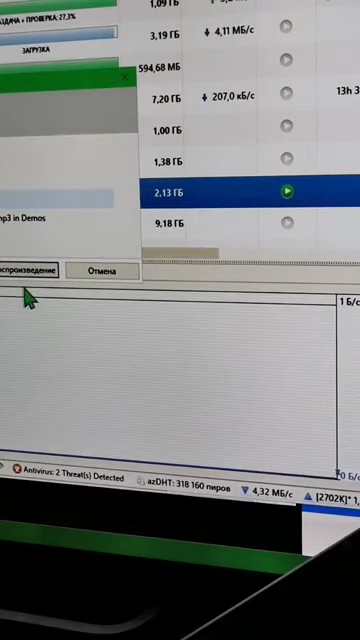 АЗДАЧА + ПРОВЕРКА: 27,3%
ЗАГРУЗКА
1,09 ГБ
3,19 ГБ 4,11 МБ/с
594,68 МБ
7,20 ГБ 207,0 кБ/с 13h 3
1,00 ГБ
1,38 ГБ
2,13 ГБ
9,18 ГБ
np3 in Demos
оспроизведение Отмена
1 Б/с
0 Б/с
Antivirus: 2 Threat(s) Detected azDHT: 318 160 пиров 4,32 МБ/с [2702K]* 1,